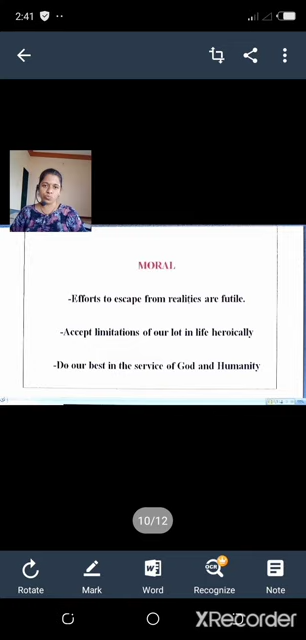 2:41
MORAL
-Efforts to escape from realities are futile.
-Accept limitations of our lot in life heroically
-Do our best in the service of God and Humanity
10/12
W OCR
Rotate Mark Word Recognize Note
XRecorder